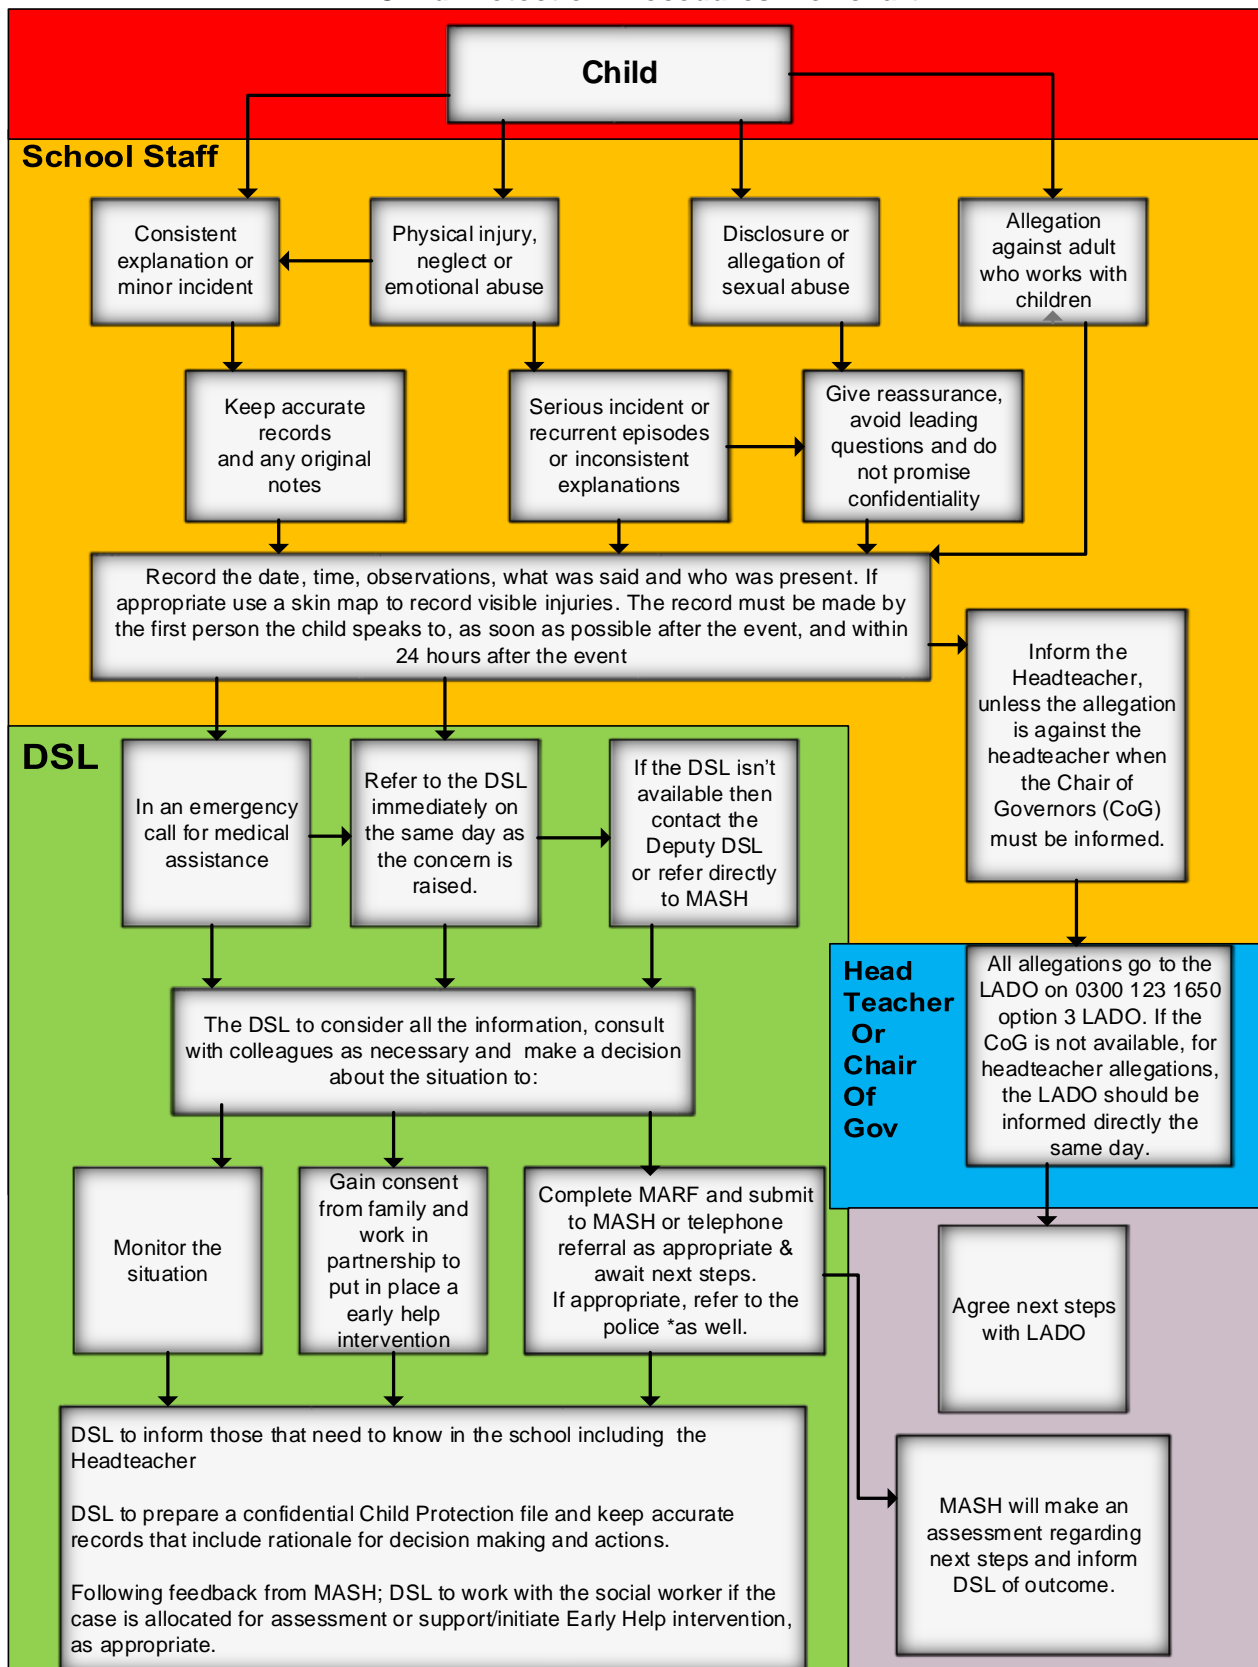 Child
School Staff
Consistent
explanation or
minor incident
Physical injury,
neglect or
emotional abuse
Disclosure or
allegation of
sexual abuse
Allegation
against adult
who works with
children
Keep accurate
records
and any original
notes
Serious incident or
recurrent episodes
or inconsistent
explanations
Give reassurance,
avoid leading
questions and do
not promise
confidentiality
Record the date, time, observations, what was said and who was present. If
appropriate use a skin map to record visible injuries. The record must be made by
the first person the child speaks to, as soon as possible after the event, and within
24 hours after the event
Inform the
Headteacher,
unless the allegation
is against the
headteacher when
the Chair of
Governors (CoG)
must be informed.
DSL
In an emergency
call for medical
assistance
Refer to the DSL
immediately on
the same day as
the concern is
raised.
If the DSL isn't
available then
contact the
Deputy DSL
or refer directly
to MASH
Head
Teacher
Or
Chair
Of
Gov
All allegations go to the
LADO on 0300 123 1650
option 3 LADO. If the
CoG is not available, for
headteacher allegations,
the LADO should be
informed directly the
same day.
The DSL to consider all the information, consult
with colleagues as necessary and make a decision
about the situation to:
Monitor the
situation
Gain consent
from family and
work in
partnership to
put in place a
early help
intervention
Complete MARF and submit
to MASH or telephone
referral as appropriate &
await next steps.
If appropriate, refer to the
police *as well.
Agree next steps
with LADO
DSL to inform those that need to know in the school including the
Headteacher
DSL to prepare a confidential Child Protection file and keep accurate
records that include rationale for decision making and actions.
Following feedback from MASH; DSL to work with the social worker if the
case is allocated for assessment or support/initiate Early Help intervention,
as appropriate.
MASH will make an
assessment regarding
next steps and inform
DSL of outcome.